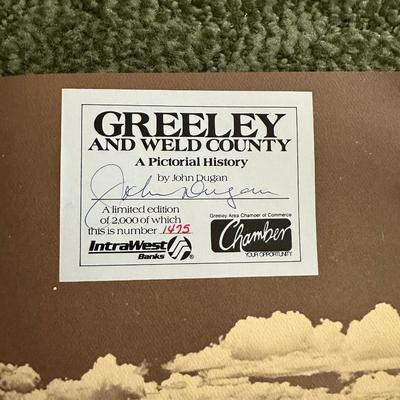 GREELEY
AND WELD COUNTY
A Pictorial History
by John Dugan
John Dugan
A limited edition
of 2,000 of which
this is number 1475
IntraWest
Banks
®
Greeley Area Chamber of Commerce
Chamber
YOUR OPPORTUNITY